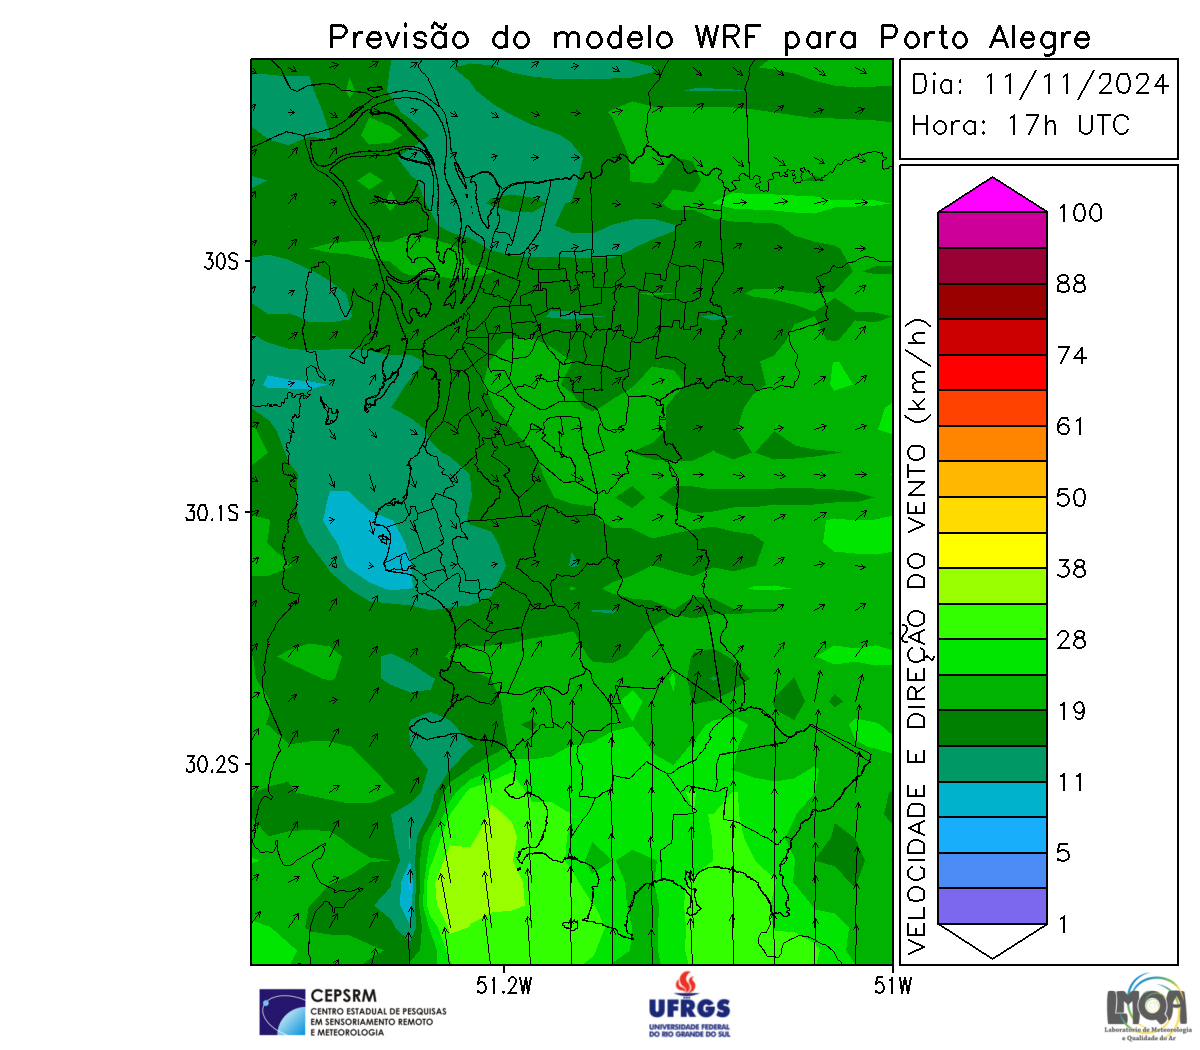 Previsão do modelo WRF para Porto Alegre
Dia: 11/11/2024
Hora: 17h UTC
100
88
74
61
50
38
28
19
11
5
1
VELOCIDADE E DIREÇÃO DO VENTO (km/h)
30S
30.1S
30.2S
51.2W
51W
CEPSRM
CENTRO ESTADUAL DE PESQUISAS
EM SENSORIAMENTO REMOTO
E METEOROLOGIA
UFRGS
UNIVERSIDADE FEDERAL
DO RIO GRANDE DO SUL
LMQA
Laboratório de Meteorologia
e Qualidade do Ar